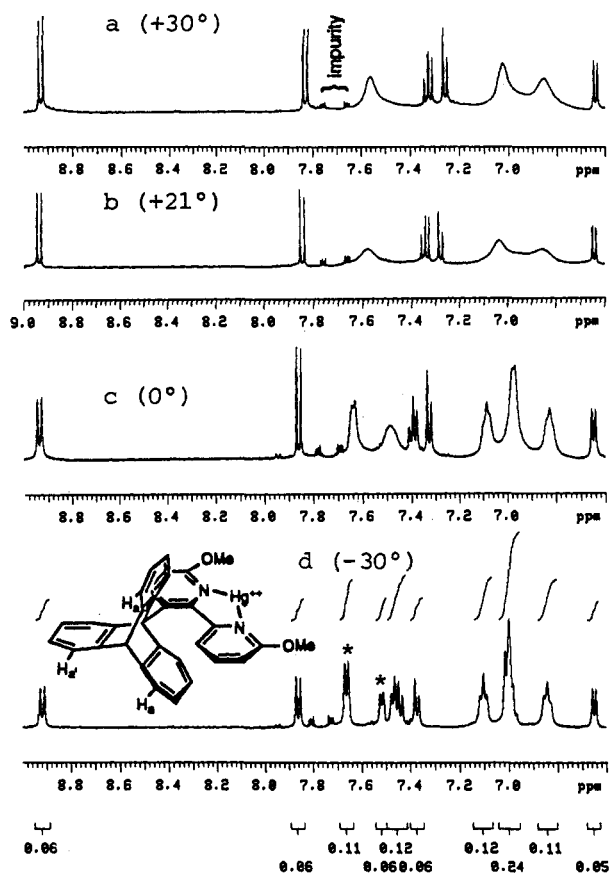 a (+30°)
impurity
8.8 8.6 8.4 8.2 8.0 7.8 7.6 7.4 7.2 7.0 ppm
b (+21°)
9.0 8.8 8.6 8.4 8.2 8.0 7.8 7.6 7.4 7.2 7.0 ppm
c (0°)
8.8 8.6 8.4 8.2 8.0 7.8 7.6 7.4 7.2 7.0 ppm
d (-30°)
OMe
Hg++
N
N
Ha
OMe
Ha'
Ha
*
*
8.8 8.6 8.4 8.2 8.0 7.8 7.6 7.4 7.2 7.0 ppm
0.06 0.11 0.12 0.12 0.11
0.06 0.06 0.06 0.24 0.05